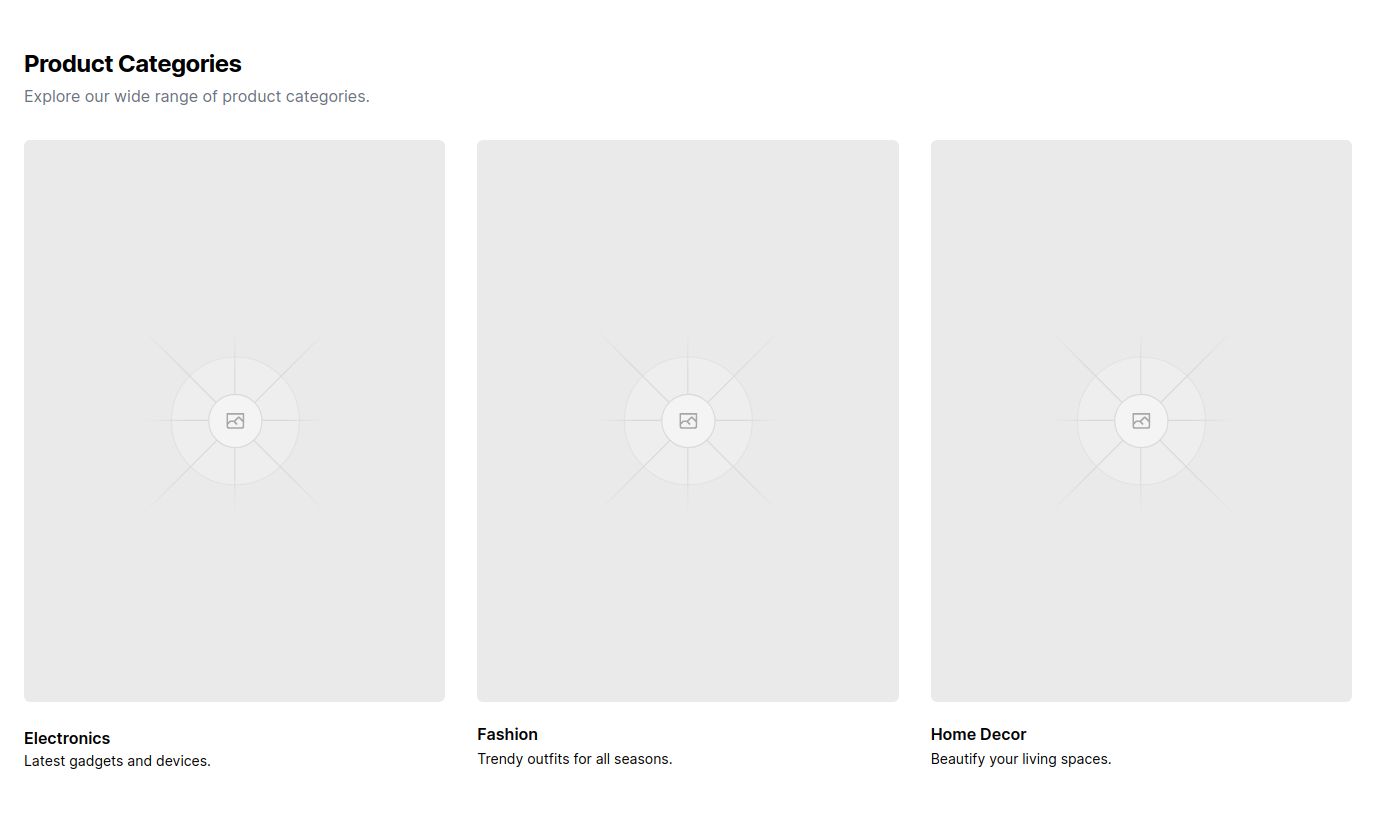 Product Categories
Explore our wide range of product categories.
Electronics
Latest gadgets and devices.
Fashion
Trendy outfits for all seasons.
Home Decor
Beautify your living spaces.